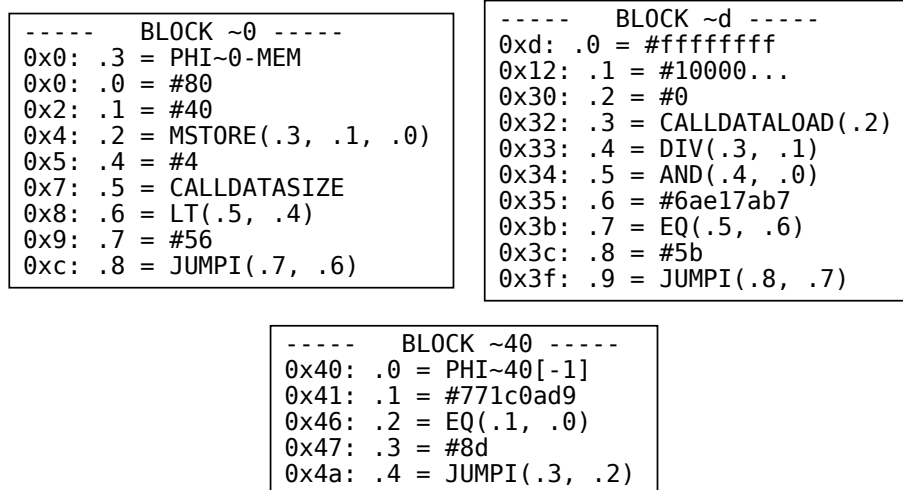 ----- BLOCK ~0 -----
0x0: .3 = PHI~0-MEM
0x0: .0 = #80
0x2: .1 = #40
0x4: .2 = MSTORE(.3, .1, .0)
0x5: .4 = #4
0x7: .5 = CALLDATASIZE
0x8: .6 = LT(.5, .4)
0x9: .7 = #56
0xc: .8 = JUMPI(.7, .6)
----- BLOCK ~d -----
0xd: .0 = #ffffffff
0x12: .1 = #10000...
0x30: .2 = #0
0x32: .3 = CALLDATALOAD(.2)
0x33: .4 = DIV(.3, .1)
0x34: .5 = AND(.4, .0)
0x35: .6 = #6ae17ab7
0x3b: .7 = EQ(.5, .6)
0x3c: .8 = #5b
0x3f: .9 = JUMPI(.8, .7)
----- BLOCK ~40 -----
0x40: .0 = PHI~40[-1]
0x41: .1 = #771c0ad9
0x46: .2 = EQ(.1, .0)
0x47: .3 = #8d
0x4a: .4 = JUMPI(.3, .2)